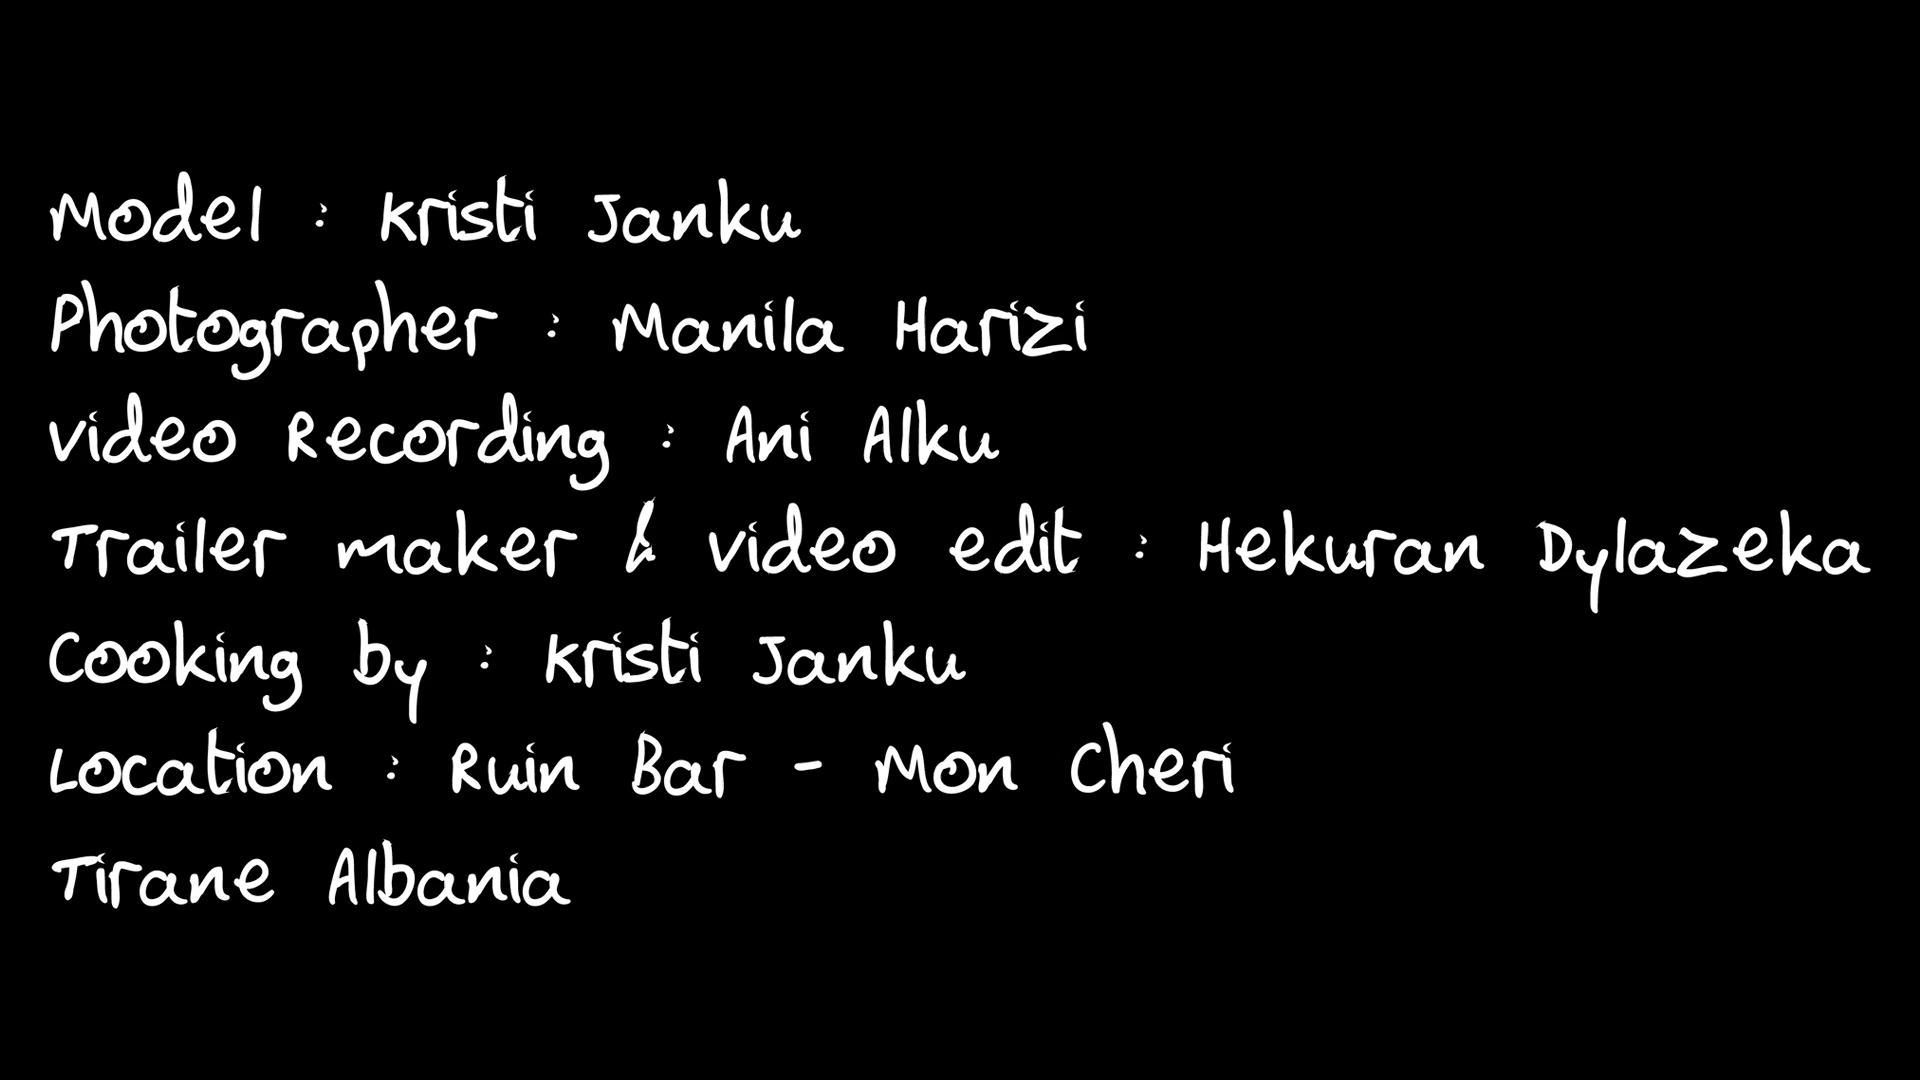 Model : Kristi Janku
Photographer : Manila Harizi
Video Recording : Ani Alku
Trailer maker & video edit : Hekuran Dylazeka
Cooking by : Kristi Janku
Location : Ruin Bar - Mon Cheri
Tirane Albania